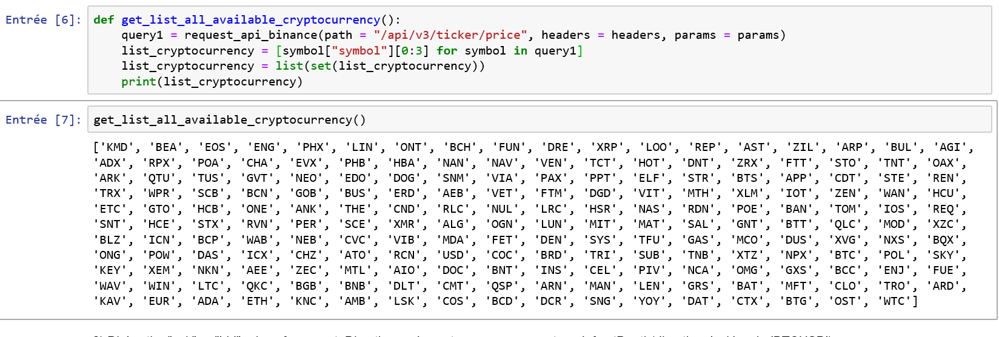 Entrée [6]: def get_list_all_available_cryptocurrency():
query1 = request_api_binance(path = "/api/v3/ticker/price", headers = headers, params = params)
list_cryptocurrency = [symbol["symbol"][0:3] for symbol in query1]
list_cryptocurrency = list(set(list_cryptocurrency))
print(list_cryptocurrency)
Entrée [7]: get_list_all_available_cryptocurrency()
['KMD', 'BEA', 'EOS', 'ENG', 'PHX', 'LIN', 'ONT', 'BCH', 'FUN', 'DRE', 'XRP', 'LOO', 'REP', 'AST', 'ZIL', 'ARP', 'BUL', 'AGI',
'ADX', 'RPX', 'POA', 'CHA', 'EVX', 'PHB', 'HBA', 'NAN', 'NAV', 'VEN', 'TCT', 'HOT', 'DNT', 'ZRX', 'FTT', 'STO', 'TNT', 'OAX',
'ARK', 'QTU', 'TUS', 'GVT', 'NEO', 'EDO', 'DOG', 'SNM', 'VIA', 'PAX', 'PPT', 'ELF', 'STR', 'BTS', 'APP', 'CDT', 'STE', 'REN',
'TRX', 'WPR', 'SCB', 'BCN', 'GOB', 'BUS', 'ERD', 'AEB', 'VET', 'FTM', 'DGD', 'VIT', 'MTH', 'XLM', 'IOT', 'ZEN', 'WAN', 'HCU',
'ETC', 'GTO', 'HCB', 'ONE', 'ANK', 'THE', 'CND', 'RLC', 'NUL', 'LRC', 'HSR', 'NAS', 'RDN', 'POE', 'BAN', 'TOM', 'IOS', 'REQ',
'SNT', 'HCE', 'STX', 'RVN', 'PER', 'SCE', 'XMR', 'ALG', 'OGN', 'LUN', 'MIT', 'MAT', 'SAL', 'GNT', 'BTT', 'QLC', 'MOD', 'XZC',
'BLZ', 'ICN', 'BCP', 'WAB', 'NEB', 'CVC', 'VIB', 'MDA', 'FET', 'DEN', 'SYS', 'TFU', 'GAS', 'MCO', 'DUS', 'XVG', 'NXS', 'BQX',
'ONG', 'POW', 'DAS', 'ICX', 'CHZ', 'ATO', 'RCN', 'USD', 'COC', 'BRD', 'TRI', 'SUB', 'TNB', 'XTZ', 'NPX', 'BTC', 'POL', 'SKY',
'KEY', 'XEM', 'NKN', 'AEE', 'ZEC', 'MTL', 'AIO', 'DOC', 'BNT', 'INS', 'CEL', 'PIV', 'NCA', 'OMG', 'GXS', 'BCC', 'ENJ', 'FUE',
'WAV', 'WIN', 'LTC', 'QKC', 'BGB', 'BNB', 'DLT', 'CMT', 'QSP', 'ARN', 'MAN', 'LEN', 'GRS', 'BAT', 'MFT', 'CLO', 'TRO', 'ARD',
'KAV', 'EUR', 'ADA', 'ETH', 'KNC', 'AMB', 'LSK', 'COS', 'BCD', 'DCR', 'SNG', 'YOY', 'DAT', 'CTX', 'BTG', 'OST', 'WTC']